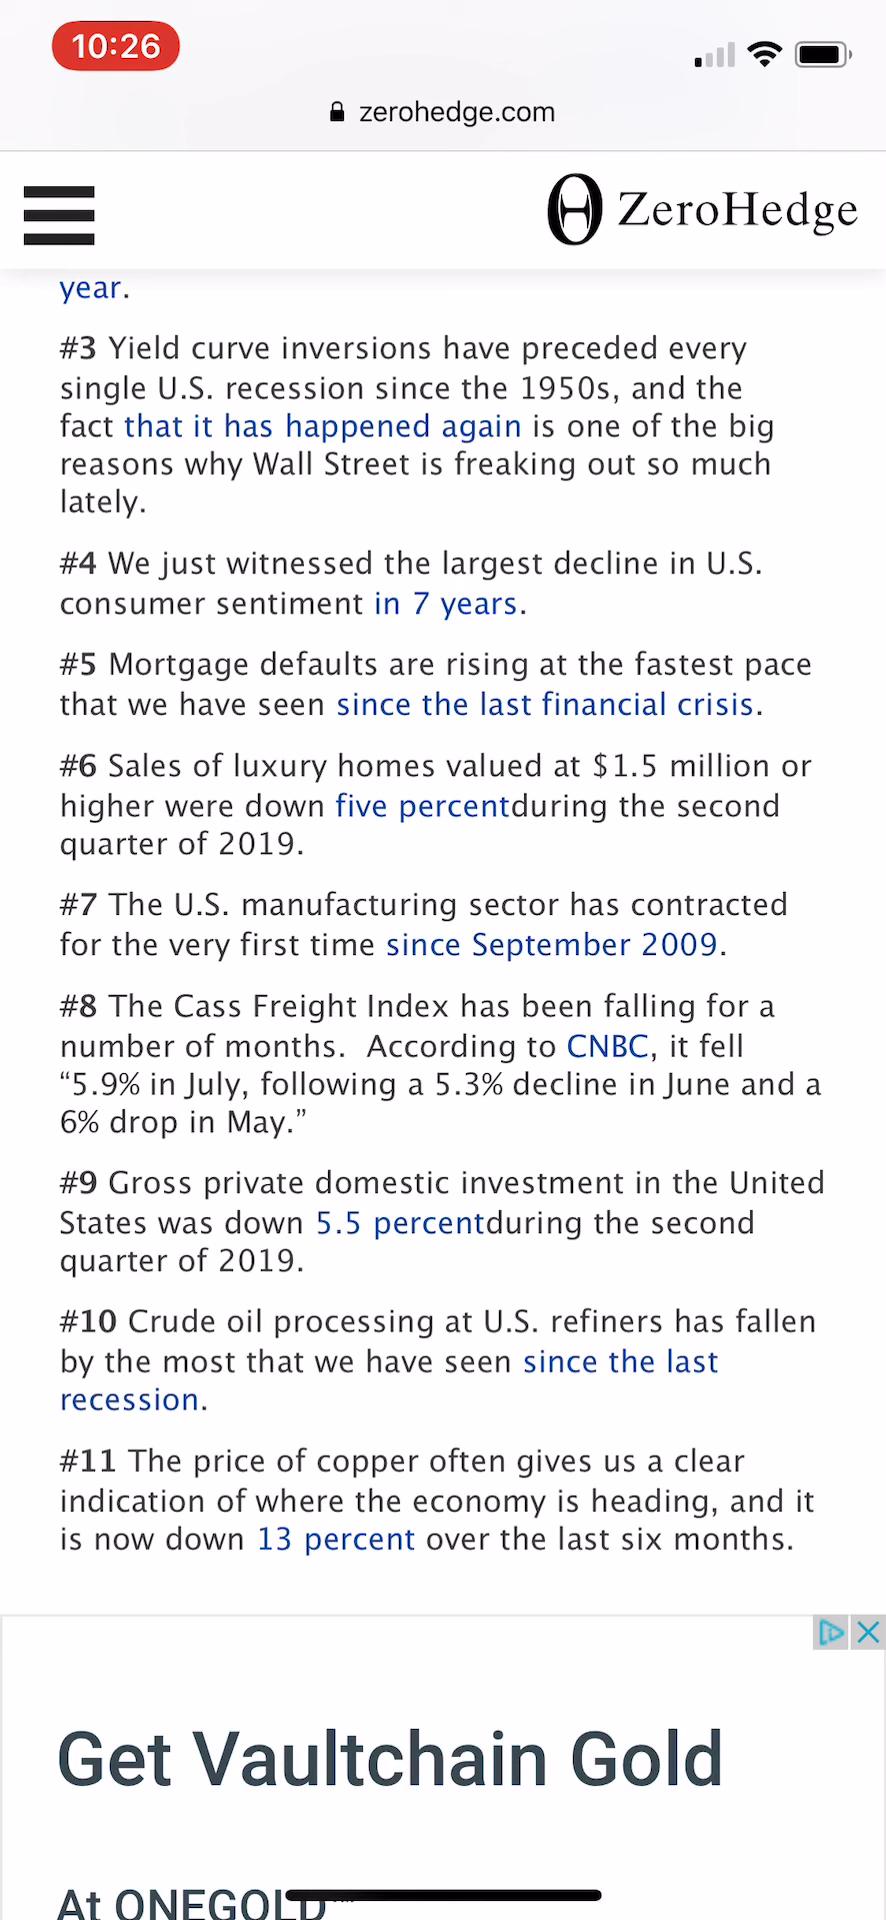 10:26
zerohedge.com
ZeroHedge
year.
#3 Yield curve inversions have preceded every
single U.S. recession since the 1950s, and the
fact that it has happened again is one of the big
reasons why Wall Street is freaking out so much
lately.
#4 We just witnessed the largest decline in U.S.
consumer sentiment in 7 years.
#5 Mortgage defaults are rising at the fastest pace
that we have seen since the last financial crisis.
#6 Sales of luxury homes valued at $1.5 million or
higher were down five percentduring the second
quarter of 2019.
#7 The U.S. manufacturing sector has contracted
for the very first time since September 2009.
#8 The Cass Freight Index has been falling for a
number of months.  According to CNBC, it fell
“5.9% in July, following a 5.3% decline in June and a
6% drop in May.”
#9 Gross private domestic investment in the United
States was down 5.5 percentduring the second
quarter of 2019.
#10 Crude oil processing at U.S. refiners has fallen
by the most that we have seen since the last
recession.
#11 The price of copper often gives us a clear
indication of where the economy is heading, and it
is now down 13 percent over the last six months.
Get Vaultchain Gold
At ONEGOLD